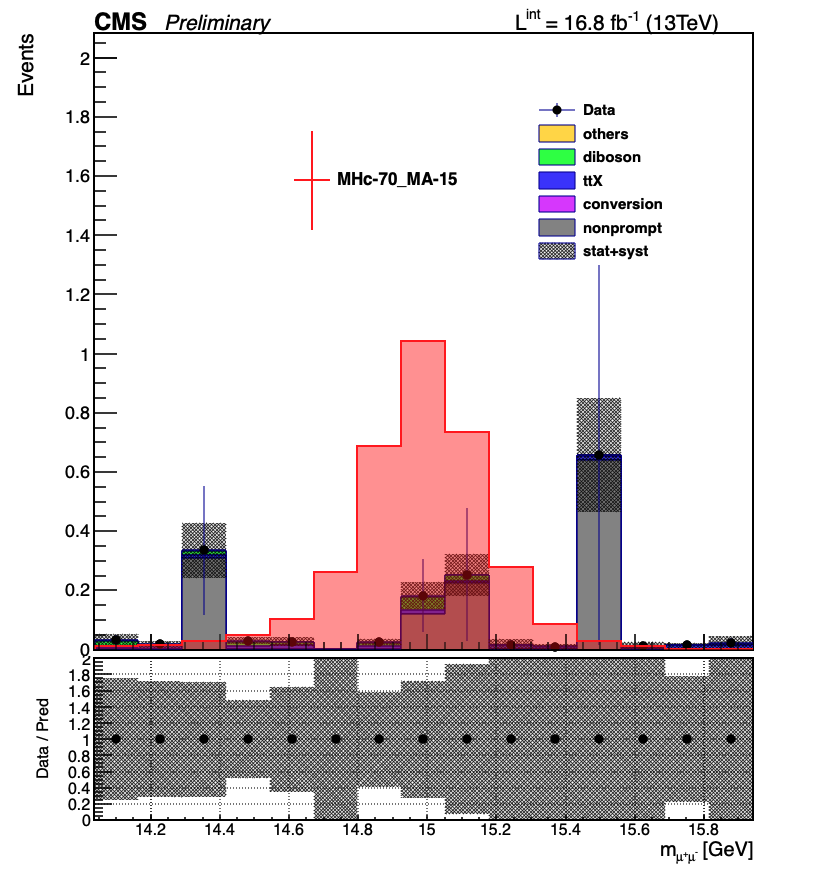 CMS Preliminary L^int = 16.8 fb^-1 (13TeV)
Events
2
1.8
1.6
1.4
1.2
1
0.8
0.6
0.4
0.2
0
Data
others
diboson
ttX
conversion
nonprompt
stat+syst
MHc-70_MA-15
Data / Pred
2
1.8
1.6
1.4
1.2
1
0.8
0.6
0.4
0.2
0
14.2 14.4 14.6 14.8 15 15.2 15.4 15.6 15.8
m_μ+μ- [GeV]